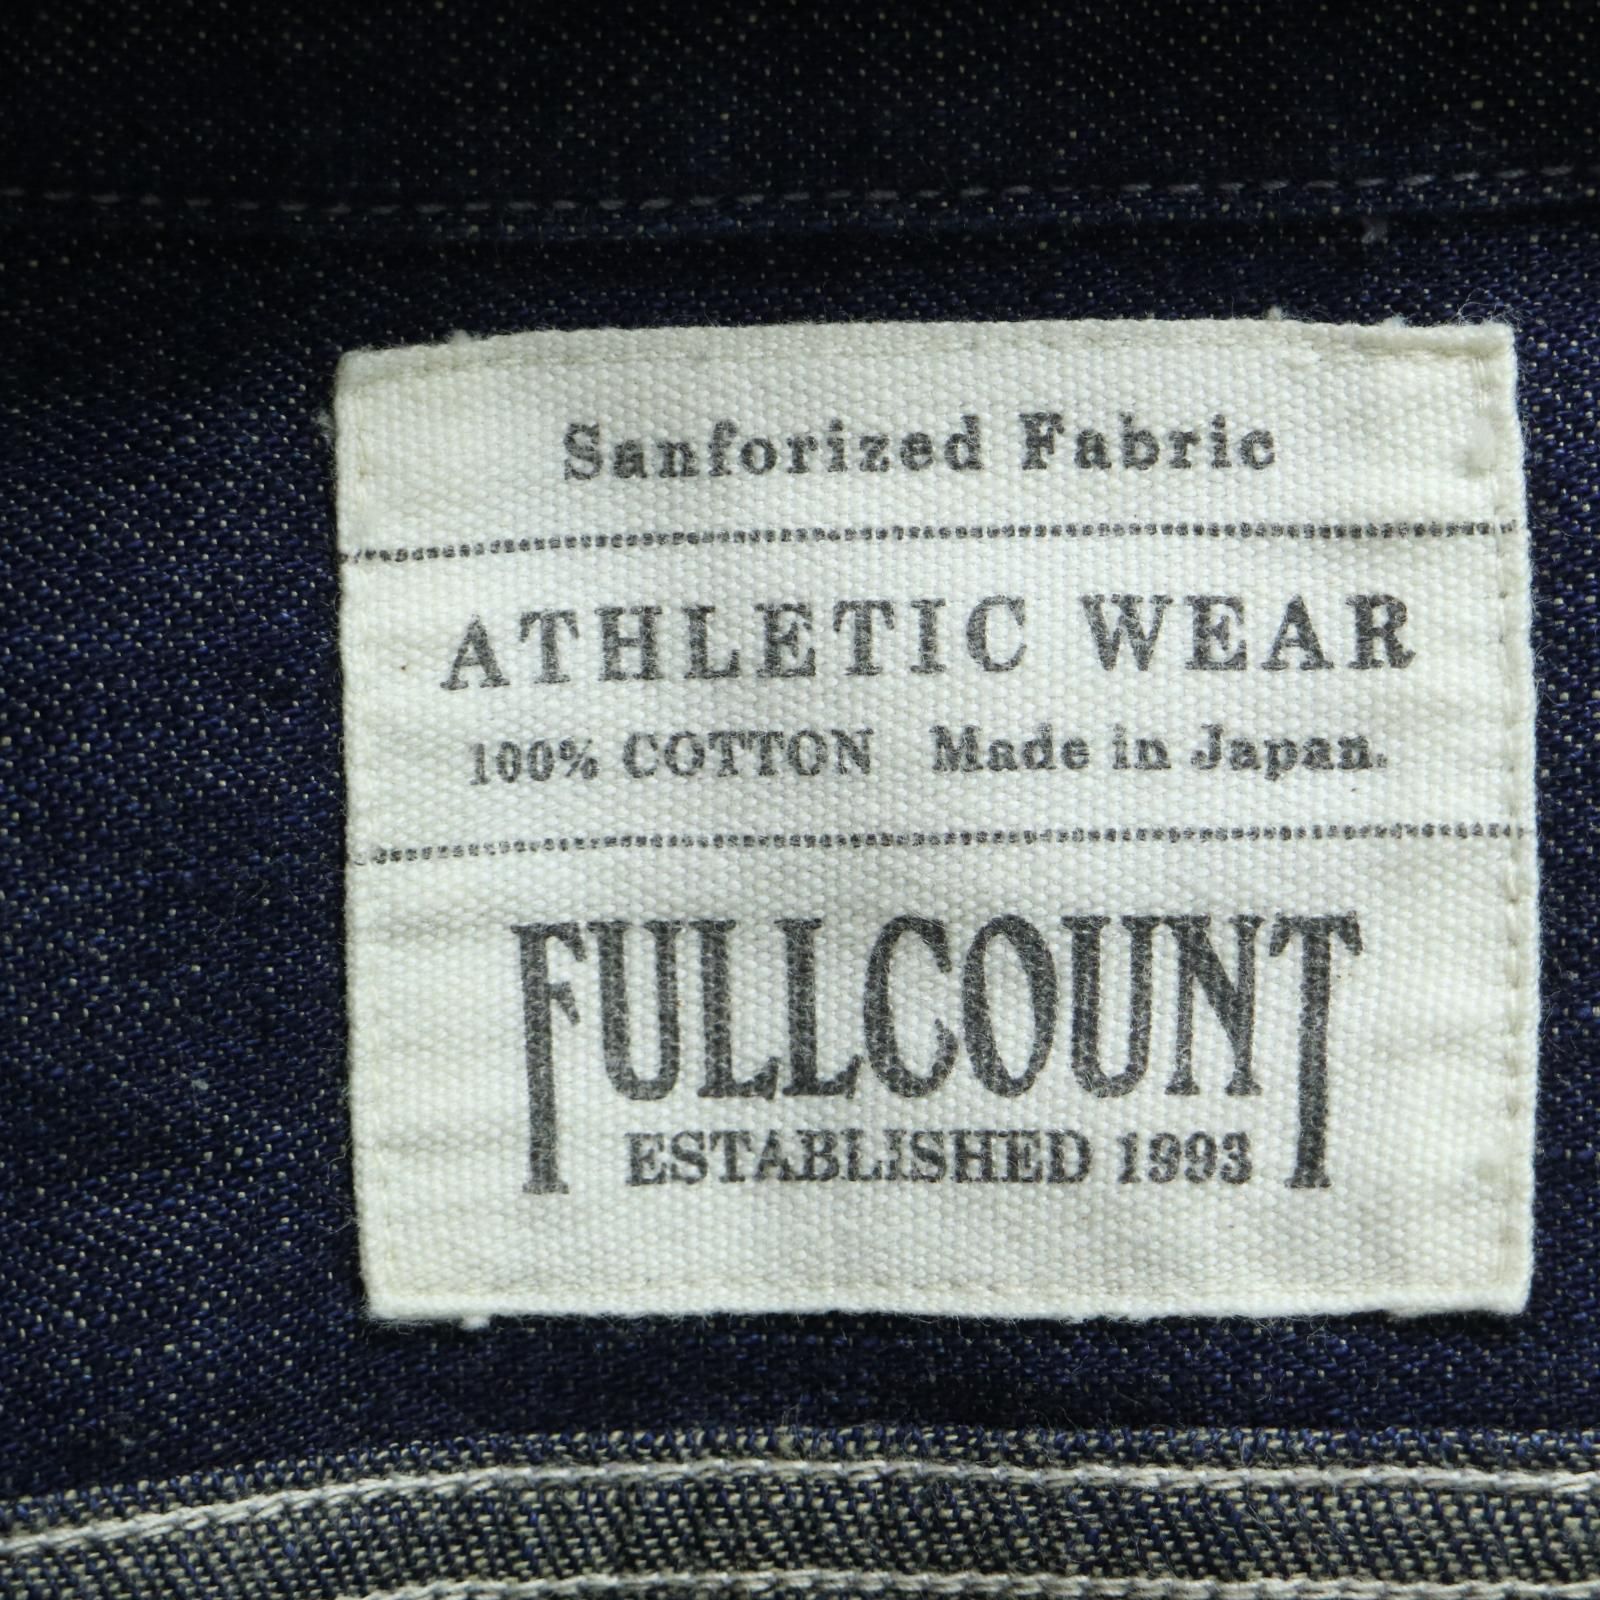 Sanforized Fabric
ATHLETIC WEAR
100% COTTON Made in Japan.
FULLCOUNT
ESTABLISHED 1993